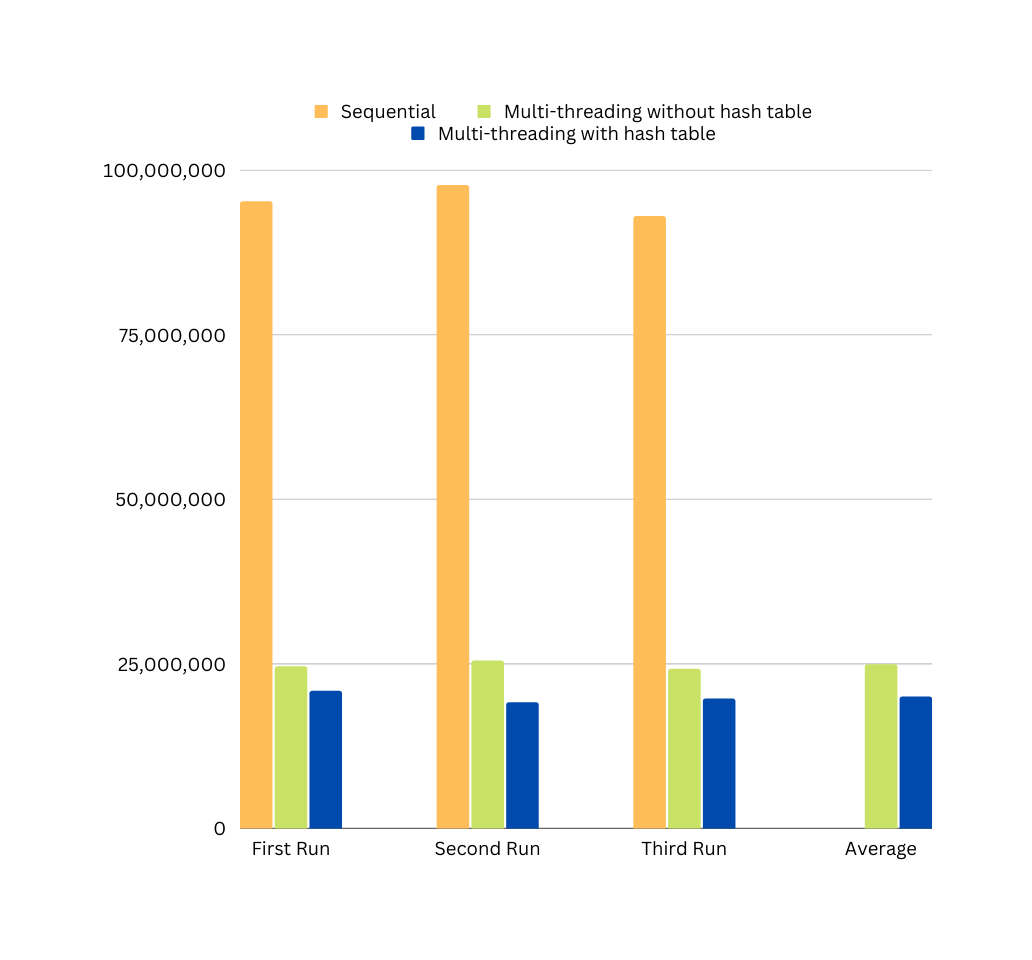 Sequential
Multi-threading without hash table
Multi-threading with hash table
100,000,000
75,000,000
50,000,000
25,000,000
0
First Run
Second Run
Third Run
Average